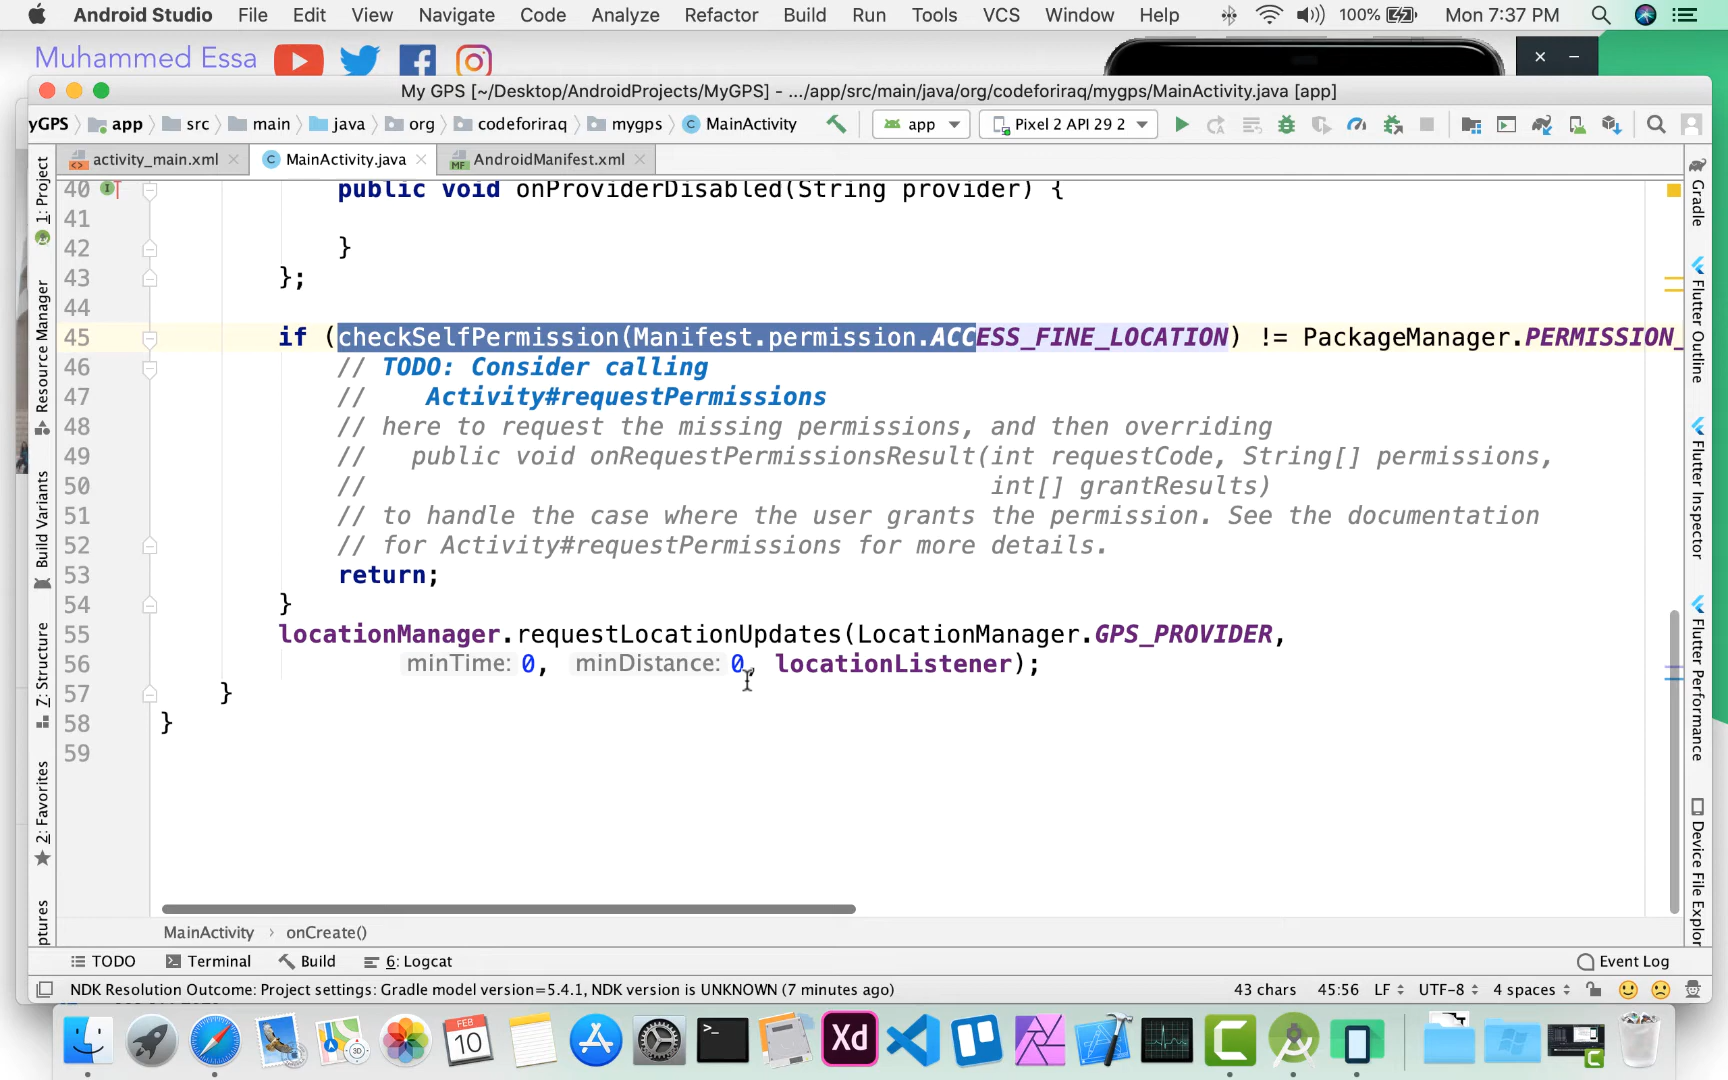 Android Studio File Edit View Navigate Code Analyze Refactor Build Run Tools VCS Window Help 100% Mon 7:37 PM
Muhammed Essa
My GPS [~/Desktop/AndroidProjects/MyGPS] - .../app/src/main/java/org/codeforiraq/mygps/MainActivity.java [app]
yGPS app src main java org codeforiraq mygps MainActivity app Pixel 2 API 29 2
activity_main.xml MainActivity.java AndroidManifest.xml
40 public void onProviderDisabled(String provider) {
41
42 }
43 };
44
45 if (checkSelfPermission(Manifest.permission.ACCESS_FINE_LOCATION) != PackageManager.PERMISSION_
46 // TODO: Consider calling
47 // Activity#requestPermissions
48 // here to request the missing permissions, and then overriding
49 // public void onRequestPermissionsResult(int requestCode, String[] permissions,
50 // int[] grantResults)
51 // to handle the case where the user grants the permission. See the documentation
52 // for Activity#requestPermissions for more details.
53 return;
54 }
55 locationManager.requestLocationUpdates(LocationManager.GPS_PROVIDER,
56 minTime: 0, minDistance: 0, locationListener);
57 }
58 }
59
1: Project
Resource Manager
Build Variants
7: Structure
2: Favorites
ptures
Gradle
Flutter Outline
Flutter Inspector
Flutter Performance
Device File Explor
MainActivity › onCreate()
TODO Terminal Build 6: Logcat Event Log
NDK Resolution Outcome: Project settings: Gradle model version=5.4.1, NDK version is UNKNOWN (7 minutes ago) 43 chars 45:56 LF UTF-8 4 spaces
FEB
10
3D
>_
Xd